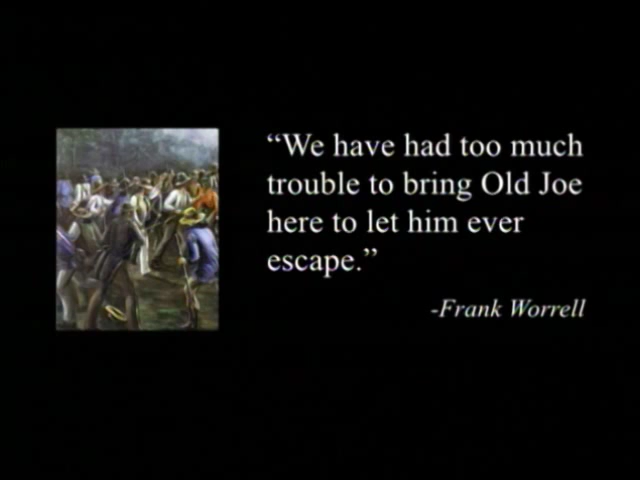 “We have had too much
trouble to bring Old Joe
here to let him ever
escape.”
-Frank Worrell